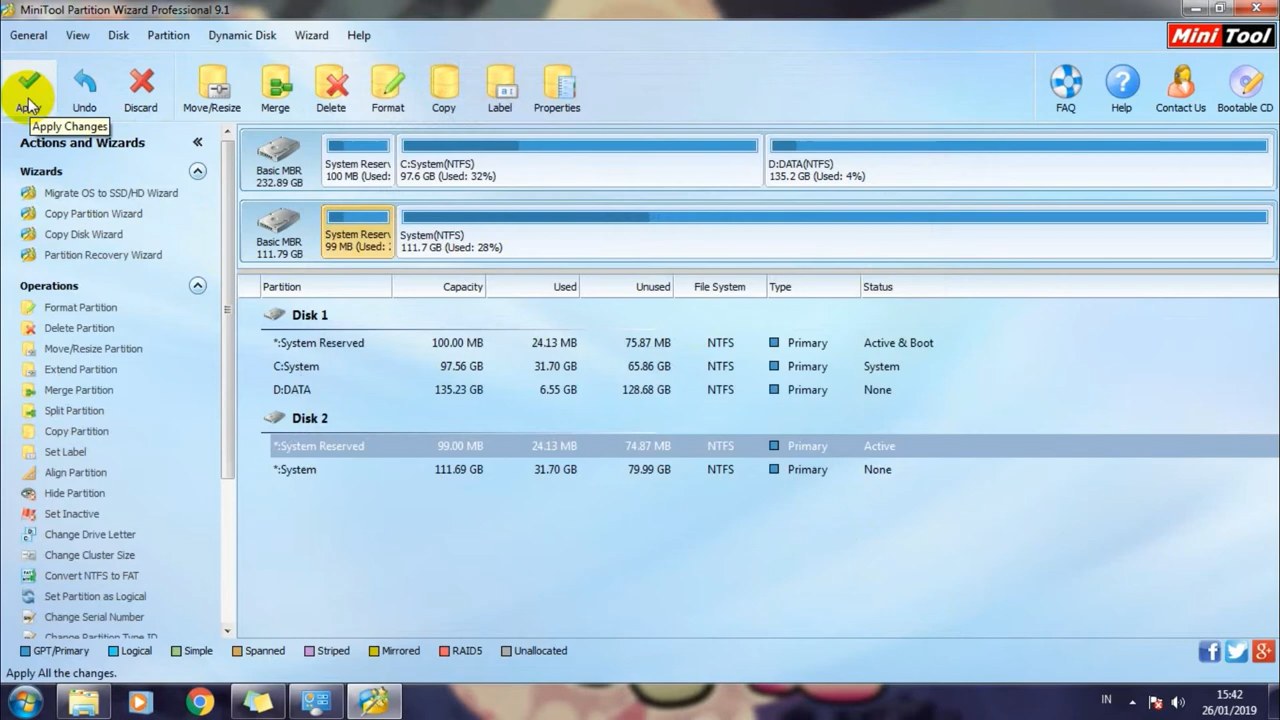 MiniTool Partition Wizard Professional 9.1
General View Disk Partition Dynamic Disk Wizard Help
Mini Tool
Apply Undo Discard Move/Resize Merge Delete Format Copy Label Properties FAQ Help Contact Us Bootable CD
Apply Changes
Actions and Wizards
Wizards
Migrate OS to SSD/HD Wizard
Copy Partition Wizard
Copy Disk Wizard
Partition Recovery Wizard
Operations
Format Partition
Delete Partition
Move/Resize Partition
Extend Partition
Merge Partition
Split Partition
Copy Partition
Set Label
Align Partition
Hide Partition
Set Inactive
Change Drive Letter
Change Cluster Size
Convert NTFS to FAT
Set Partition as Logical
Change Serial Number
Change Partition Type ID
Basic MBR
232.89 GB
System Reserv
100 MB (Used:
C:System(NTFS)
97.6 GB (Used: 32%)
D:DATA(NTFS)
135.2 GB (Used: 4%)
Basic MBR
111.79 GB
System Reserv
99 MB (Used:
System(NTFS)
111.7 GB (Used: 28%)
Partition Capacity Used Unused File System Type Status
Disk 1
*:System Reserved 100.00 MB 24.13 MB 75.87 MB NTFS Primary Active & Boot
C:System 97.56 GB 31.70 GB 65.86 GB NTFS Primary System
D:DATA 135.23 GB 6.55 GB 128.68 GB NTFS Primary None
Disk 2
*:System Reserved 99.00 MB 24.13 MB 74.87 MB NTFS Primary Active
*:System 111.69 GB 31.70 GB 79.99 GB NTFS Primary None
GPT/Primary Logical Simple Spanned Striped Mirrored RAID5 Unallocated
Apply All the changes.
IN
15:42
26/01/2019